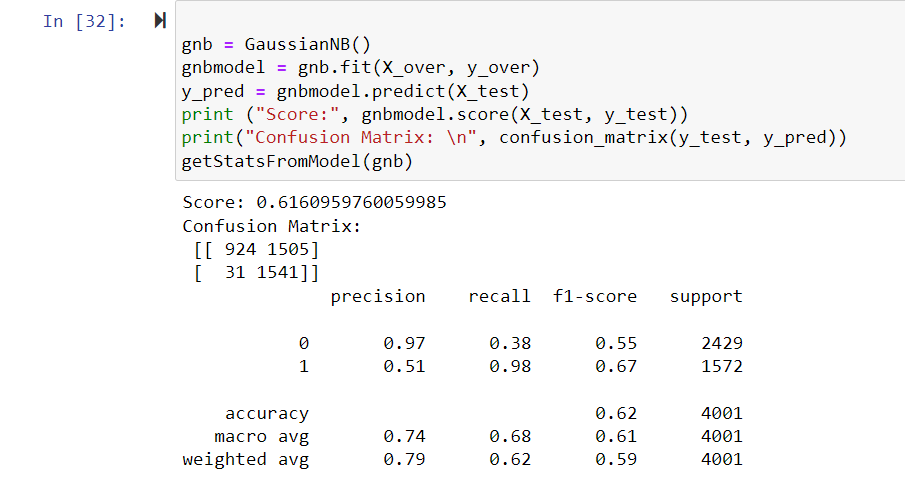 In [32]:
gnb = GaussianNB()
gnbmodel = gnb.fit(X_over, y_over)
y_pred = gnbmodel.predict(X_test)
print ("Score:", gnbmodel.score(X_test, y_test))
print("Confusion Matrix: \n", confusion_matrix(y_test, y_pred))
getStatsFromModel(gnb)
Score: 0.6160959760059985
Confusion Matrix:
[[ 924 1505]
[ 31 1541]]
precision recall f1-score support
0 0.97 0.38 0.55 2429
1 0.51 0.98 0.67 1572
accuracy 0.62 4001
macro avg 0.74 0.68 0.61 4001
weighted avg 0.79 0.62 0.59 4001